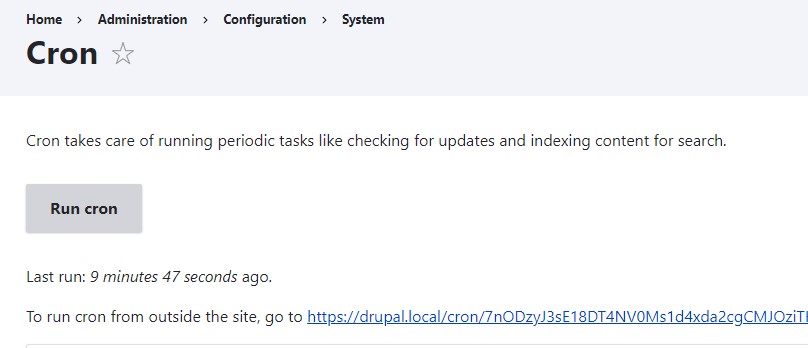 Home > Administration > Configuration > System
Cron
Cron takes care of running periodic tasks like checking for updates and indexing content for search.
Run cron
Last run: 9 minutes 47 seconds ago.
To run cron from outside the site, go to https://drupal.local/cron/7nODzyJ3sE18DT4NV0Ms1d4xda2cgCMJOziT